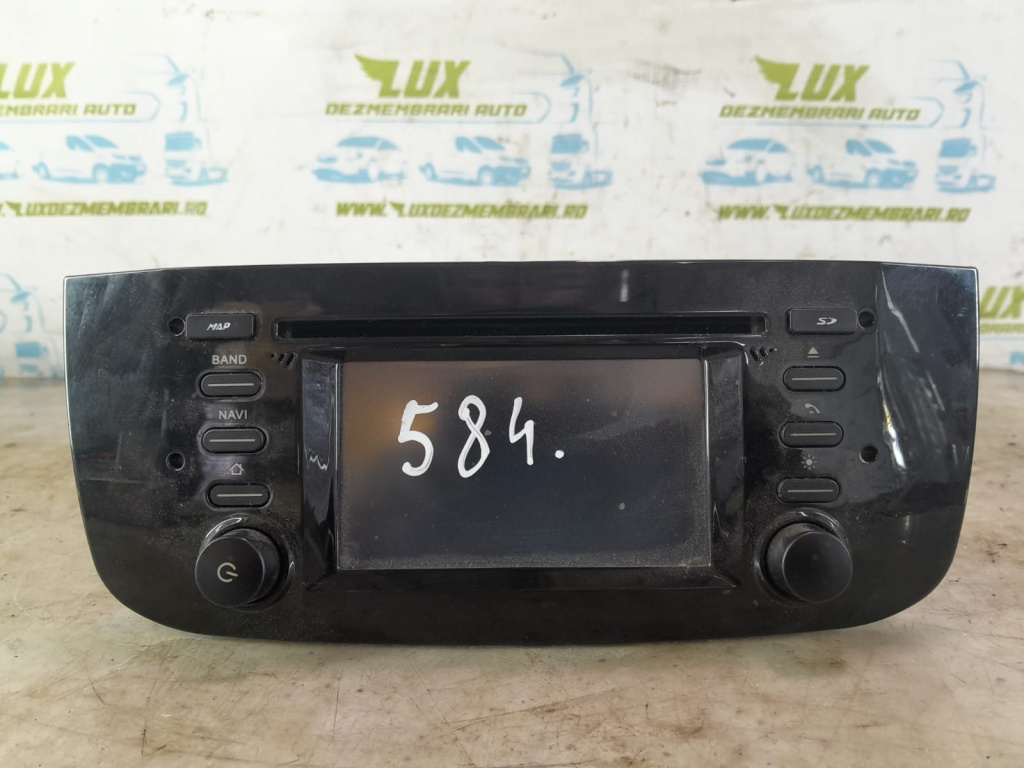 LUX
DEZMEMBRARI AUTO
LUXDEZMEMBRARI.RO
LUX
DEZMEMBRARI AUTO
WWW.LUXDEZMEMBRARI.RO
LUX
DEZMEMBRARI AUTO
WWW.LUXDEZMEMBRARI.RO
LUX
MAP
SD
BAND
NAVI
584.